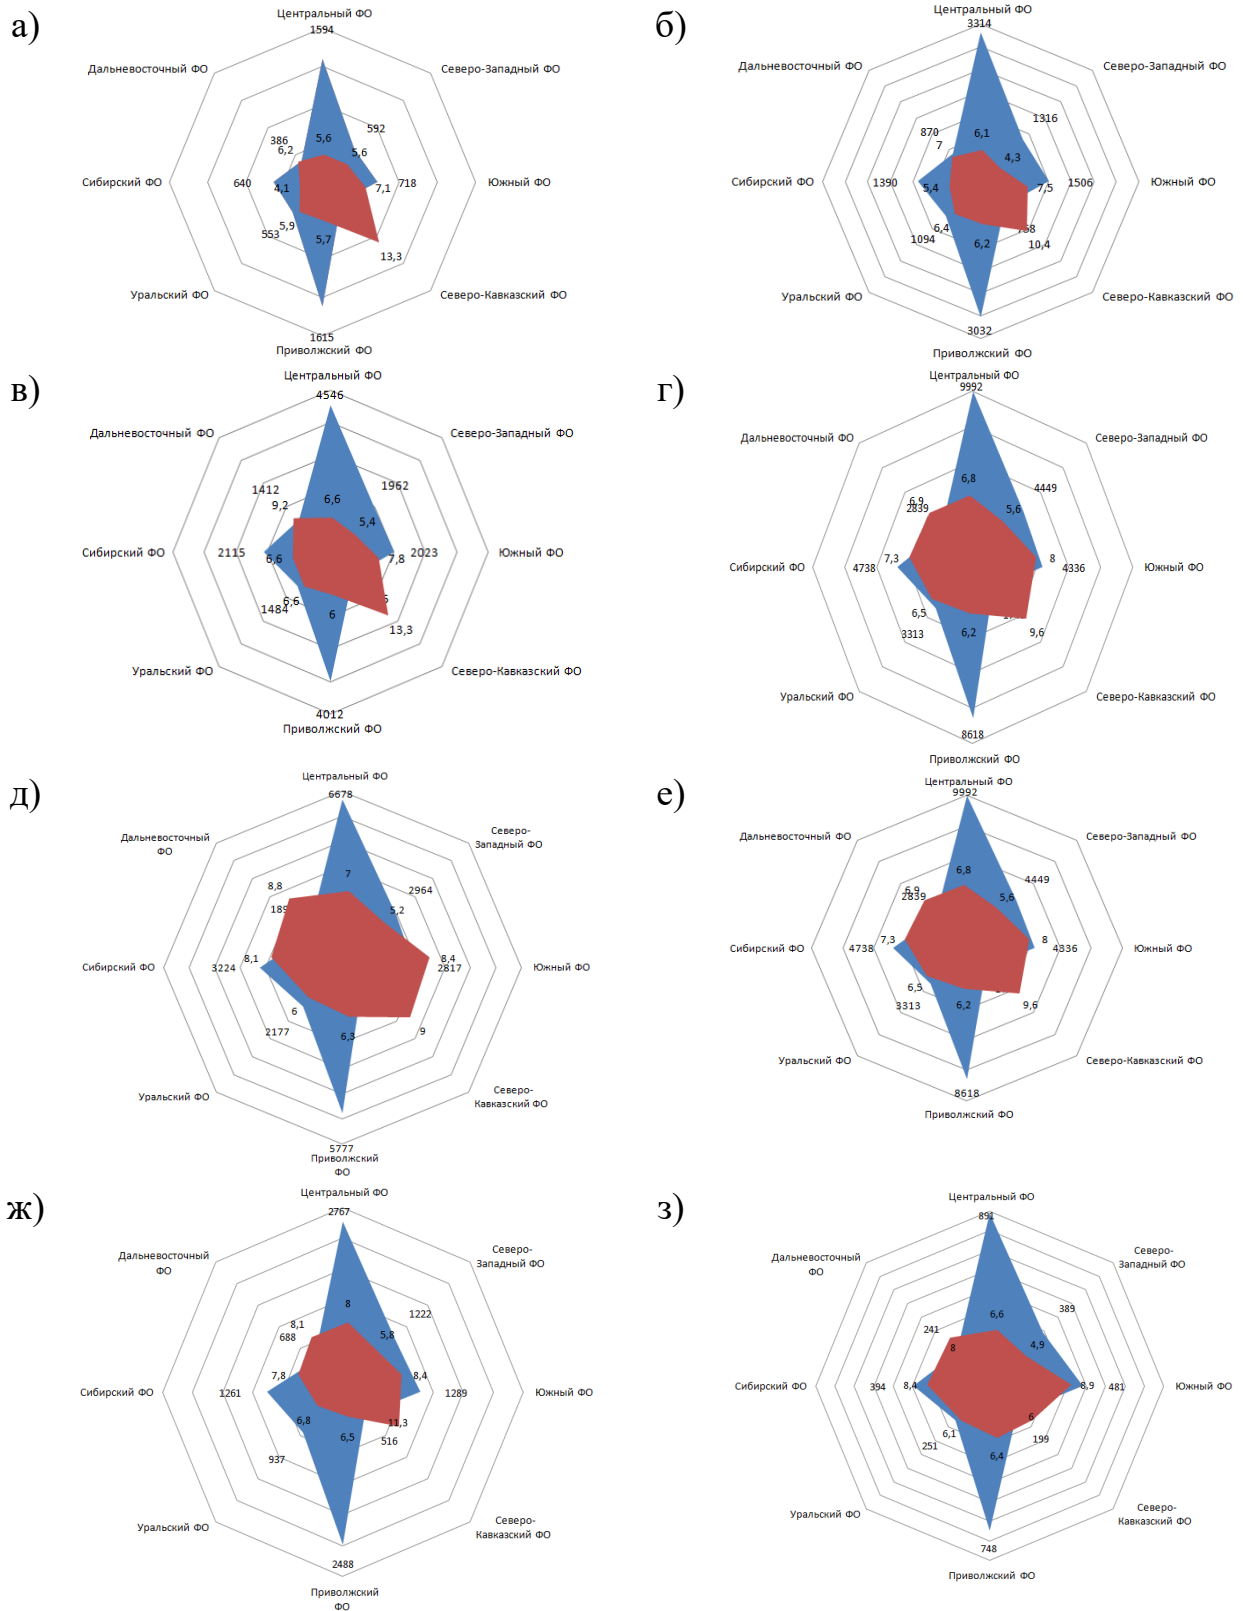 а)
Центральный ФО
1594
Дальневосточный ФО
Северо-Западный ФО
386
592
6,2
5,6
5,6
Сибирский ФО
640
4,1
7,1
718
Южный ФО
553
5,9
5,7
13,3
Уральский ФО
Северо-Кавказский ФО
1615
Приволжский ФО
б)
Центральный ФО
3314
Дальневосточный ФО
Северо-Западный ФО
870
1316
7
6,1
4,3
Сибирский ФО
1390
5,4
7,5
1506
Южный ФО
1094
6,4
6,2
10,4
Уральский ФО
Северо-Кавказский ФО
3032
Приволжский ФО
в)
Центральный ФО
4546
Дальневосточный ФО
Северо-Западный ФО
1412
1962
9,2
6,6
5,4
Сибирский ФО
2115
6,6
7,8
2023
Южный ФО
1484
6,6
6
13,3
Уральский ФО
Северо-Кавказский ФО
4012
Приволжский ФО
г)
Центральный ФО
9992
Дальневосточный ФО
Северо-Западный ФО
6,9
2839
6,8
4449
5,6
Сибирский ФО
4738
7,3
8
4336
Южный ФО
3313
6,5
6,2
9,6
Уральский ФО
Северо-Кавказский ФО
8618
Приволжский ФО
д)
Центральный ФО
6678
Дальневосточный
ФО
Северо-
Западный ФО
8,8
7
2964
5,2
Сибирский ФО
3224
8,1
8,4
2817
Южный ФО
2177
6
6,3
9
Уральский ФО
Северо-
Кавказский ФО
5777
Приволжский
ФО
е)
Центральный ФО
9992
Дальневосточный ФО
Северо-Западный ФО
6,9
2839
6,8
4449
5,6
Сибирский ФО
4738
7,3
8
4336
Южный ФО
3313
6,5
6,2
9,6
Уральский ФО
Северо-Кавказский ФО
8618
Приволжский ФО
ж)
Центральный ФО
2767
Дальневосточный
ФО
Северо-
Западный ФО
8,1
688
8
1222
5,8
Сибирский ФО
1261
7,8
8,4
1289
Южный ФО
937
6,8
6,5
11,3
516
Уральский ФО
Северо-
Кавказский ФО
2488
Приволжский
ФО
з)
Центральный ФО
891
Дальневосточный
ФО
Северо-
Западный ФО
241
8
6,6
389
4,9
Сибирский ФО
394
8,4
8,9
481
Южный ФО
251
6,1
6,4
6
199
Уральский ФО
Северо-
Кавказский ФО
748
Приволжский ФО